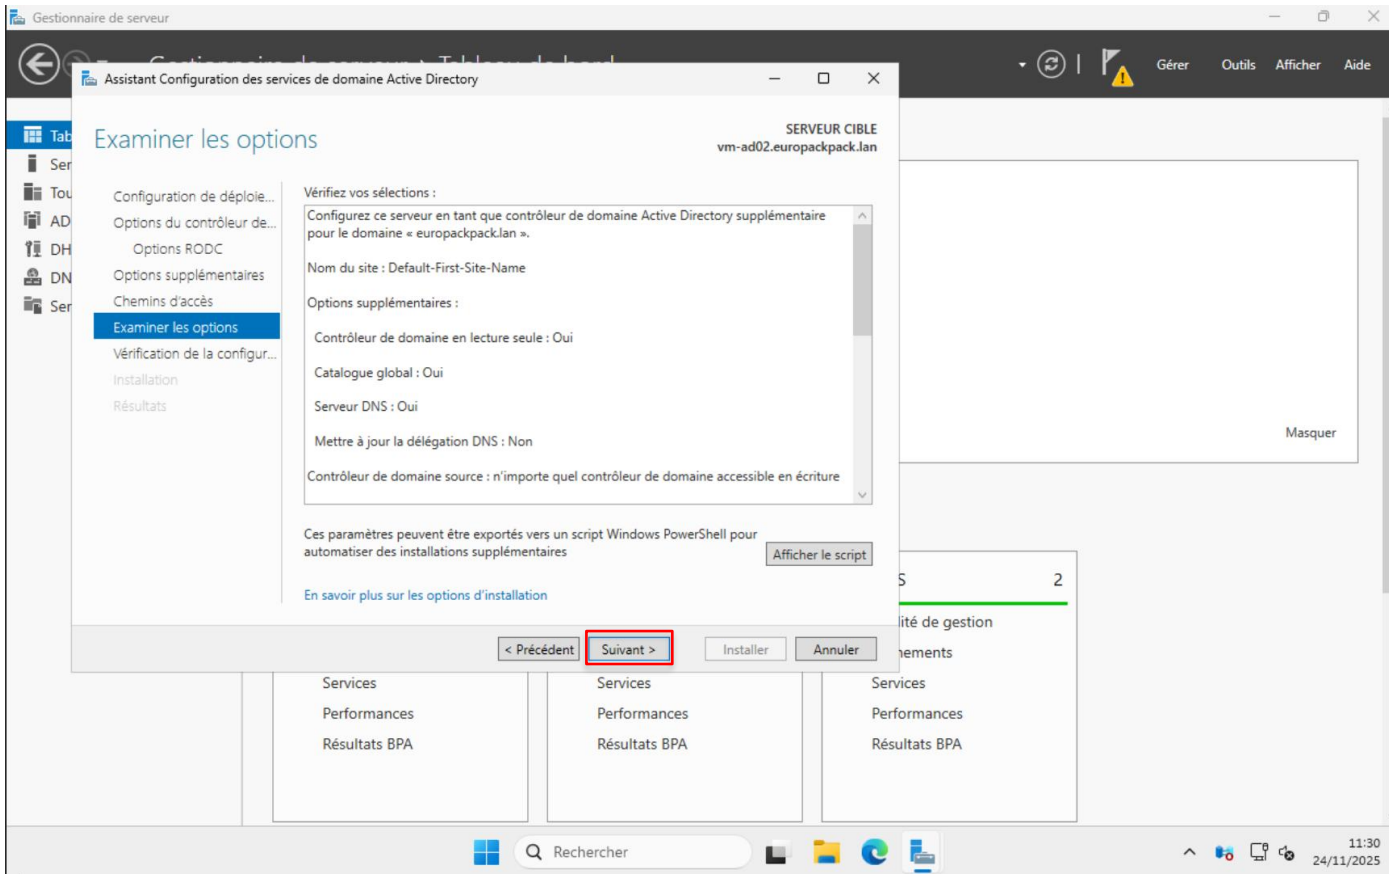 Gestionnaire de serveur
Gérer Outils Afficher Aide
Assistant Configuration des services de domaine Active Directory
Examiner les options
SERVEUR CIBLE
vm-ad02.europackpack.lan
Tab
Ser
Tou
AD
DH
DN
Ser
Configuration de déploie...
Options du contrôleur de...
Options RODC
Options supplémentaires
Chemins d'accès
Examiner les options
Vérification de la configur...
Installation
Résultats
Vérifiez vos sélections :
Configurez ce serveur en tant que contrôleur de domaine Active Directory supplémentaire
pour le domaine « europackpack.lan ».
Nom du site : Default-First-Site-Name
Options supplémentaires :
Contrôleur de domaine en lecture seule : Oui
Catalogue global : Oui
Serveur DNS : Oui
Mettre à jour la délégation DNS : Non
Contrôleur de domaine source : n'importe quel contrôleur de domaine accessible en écriture
Ces paramètres peuvent être exportés vers un script Windows PowerShell pour
automatiser des installations supplémentaires
Afficher le script
En savoir plus sur les options d'installation
< Précédent Suivant > Installer Annuler
Masquer
S 2
lité de gestion
nements
Services Services Services
Performances Performances Performances
Résultats BPA Résultats BPA Résultats BPA
Rechercher
11:30
24/11/2025